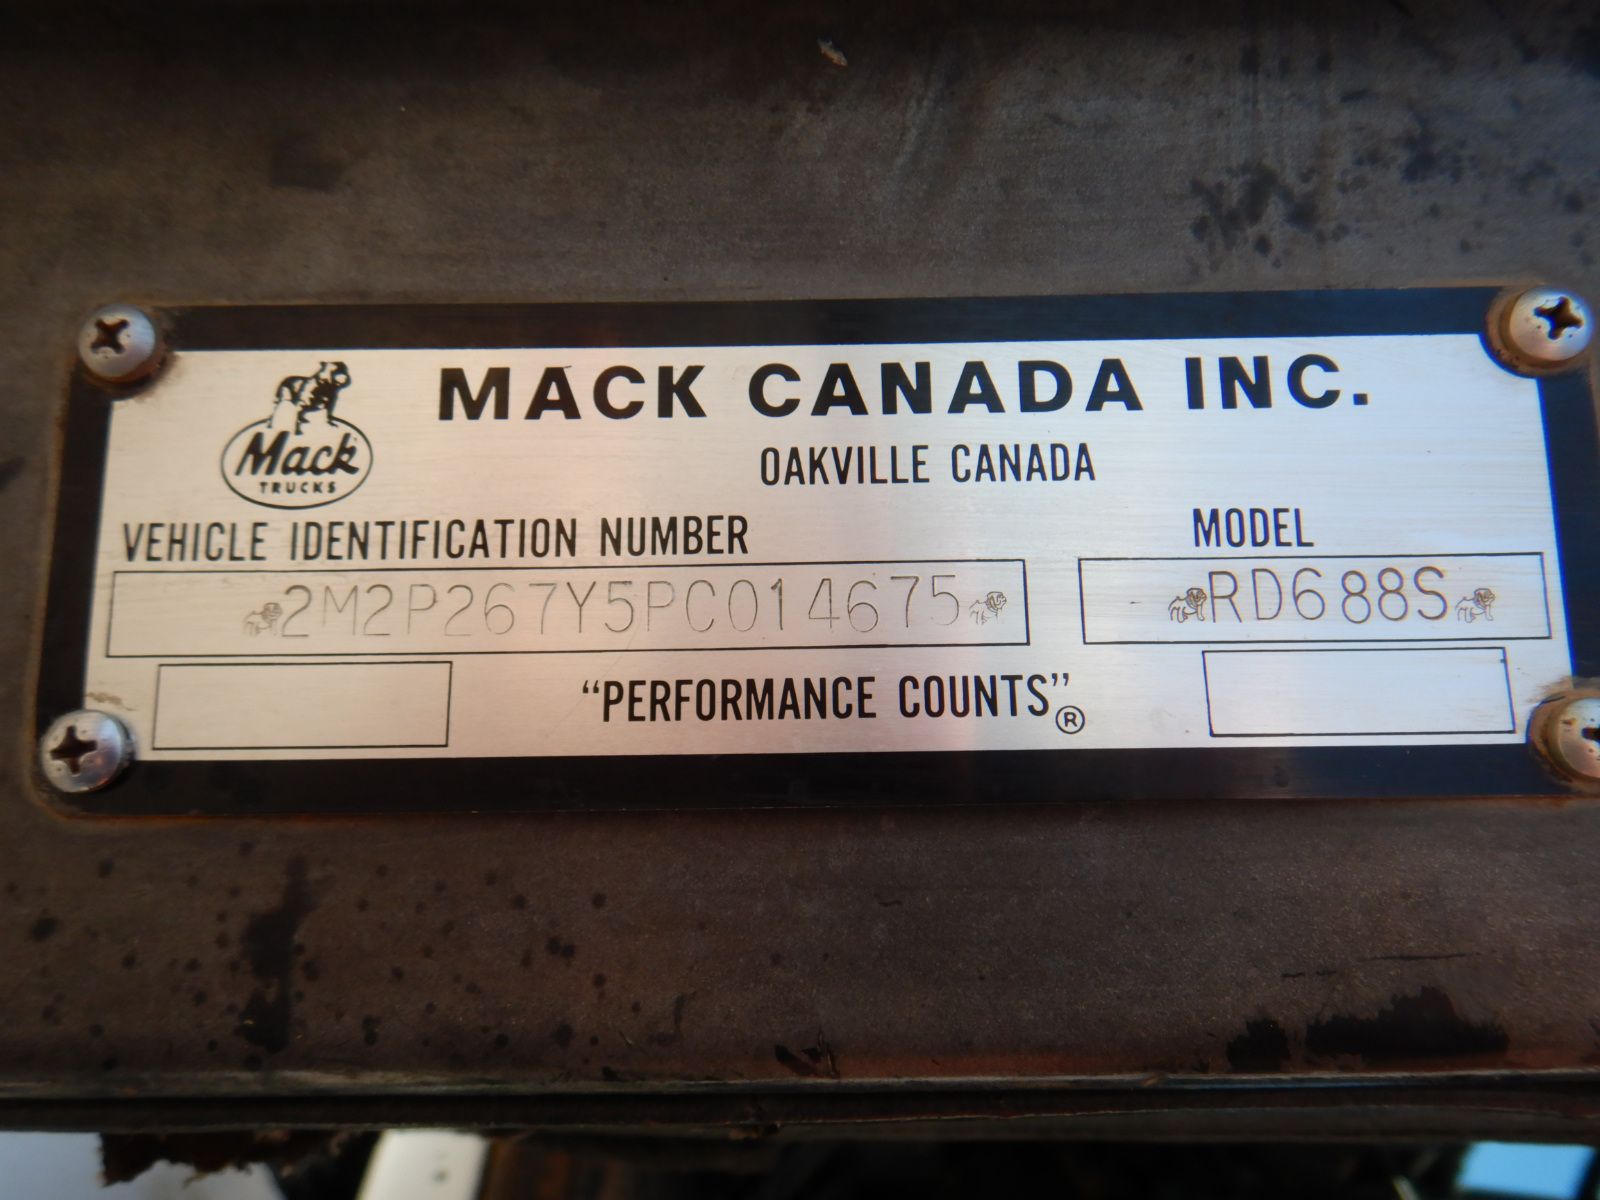 MACK CANADA INC.
Mack
TRUCKS
OAKVILLE CANADA
VEHICLE IDENTIFICATION NUMBER
MODEL
2M2P267Y5PC014675
RD688S
"PERFORMANCE COUNTS"®